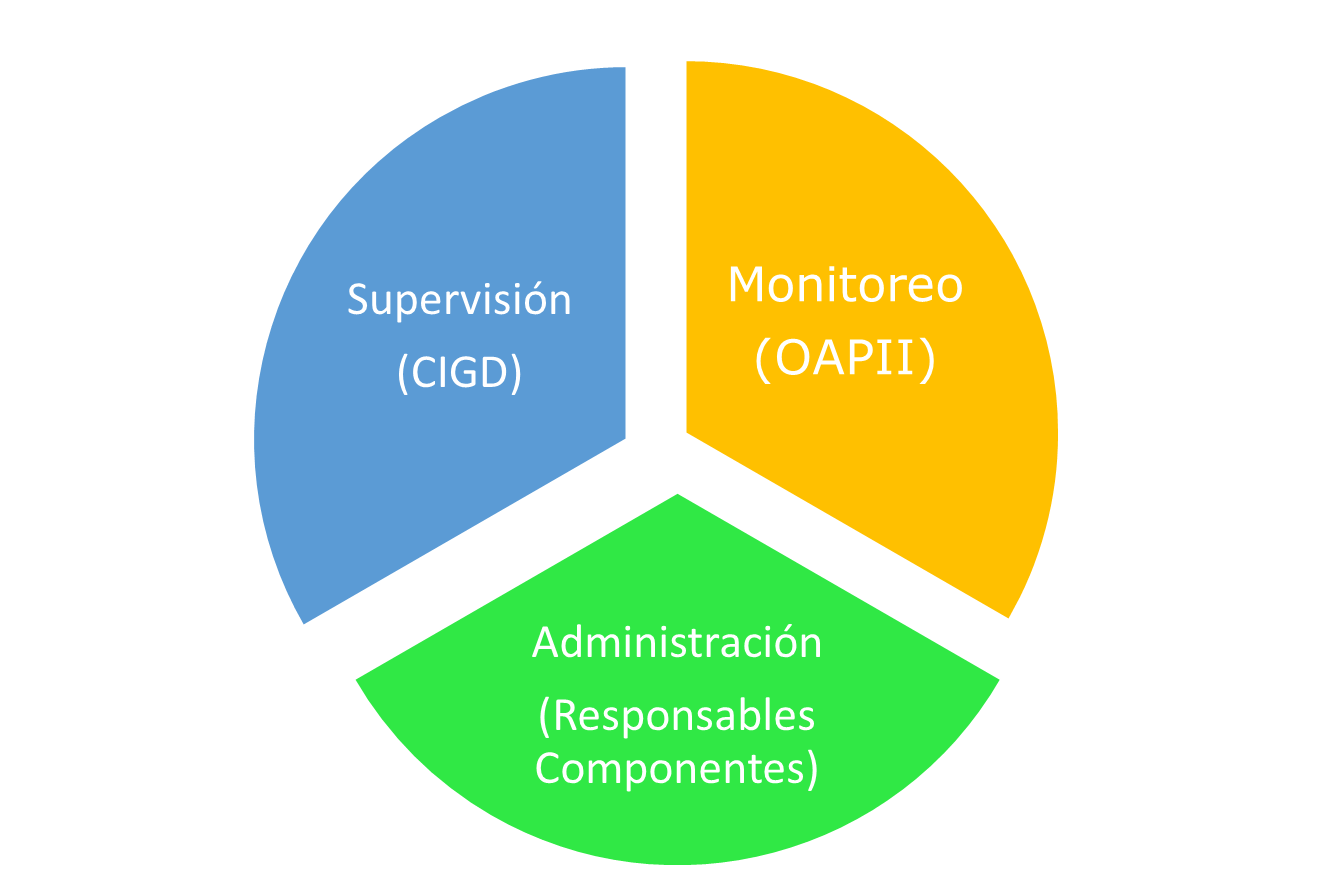 Supervisión
(CIGD)
Monitoreo
(OAPII)
Administración
(Responsables
Componentes)